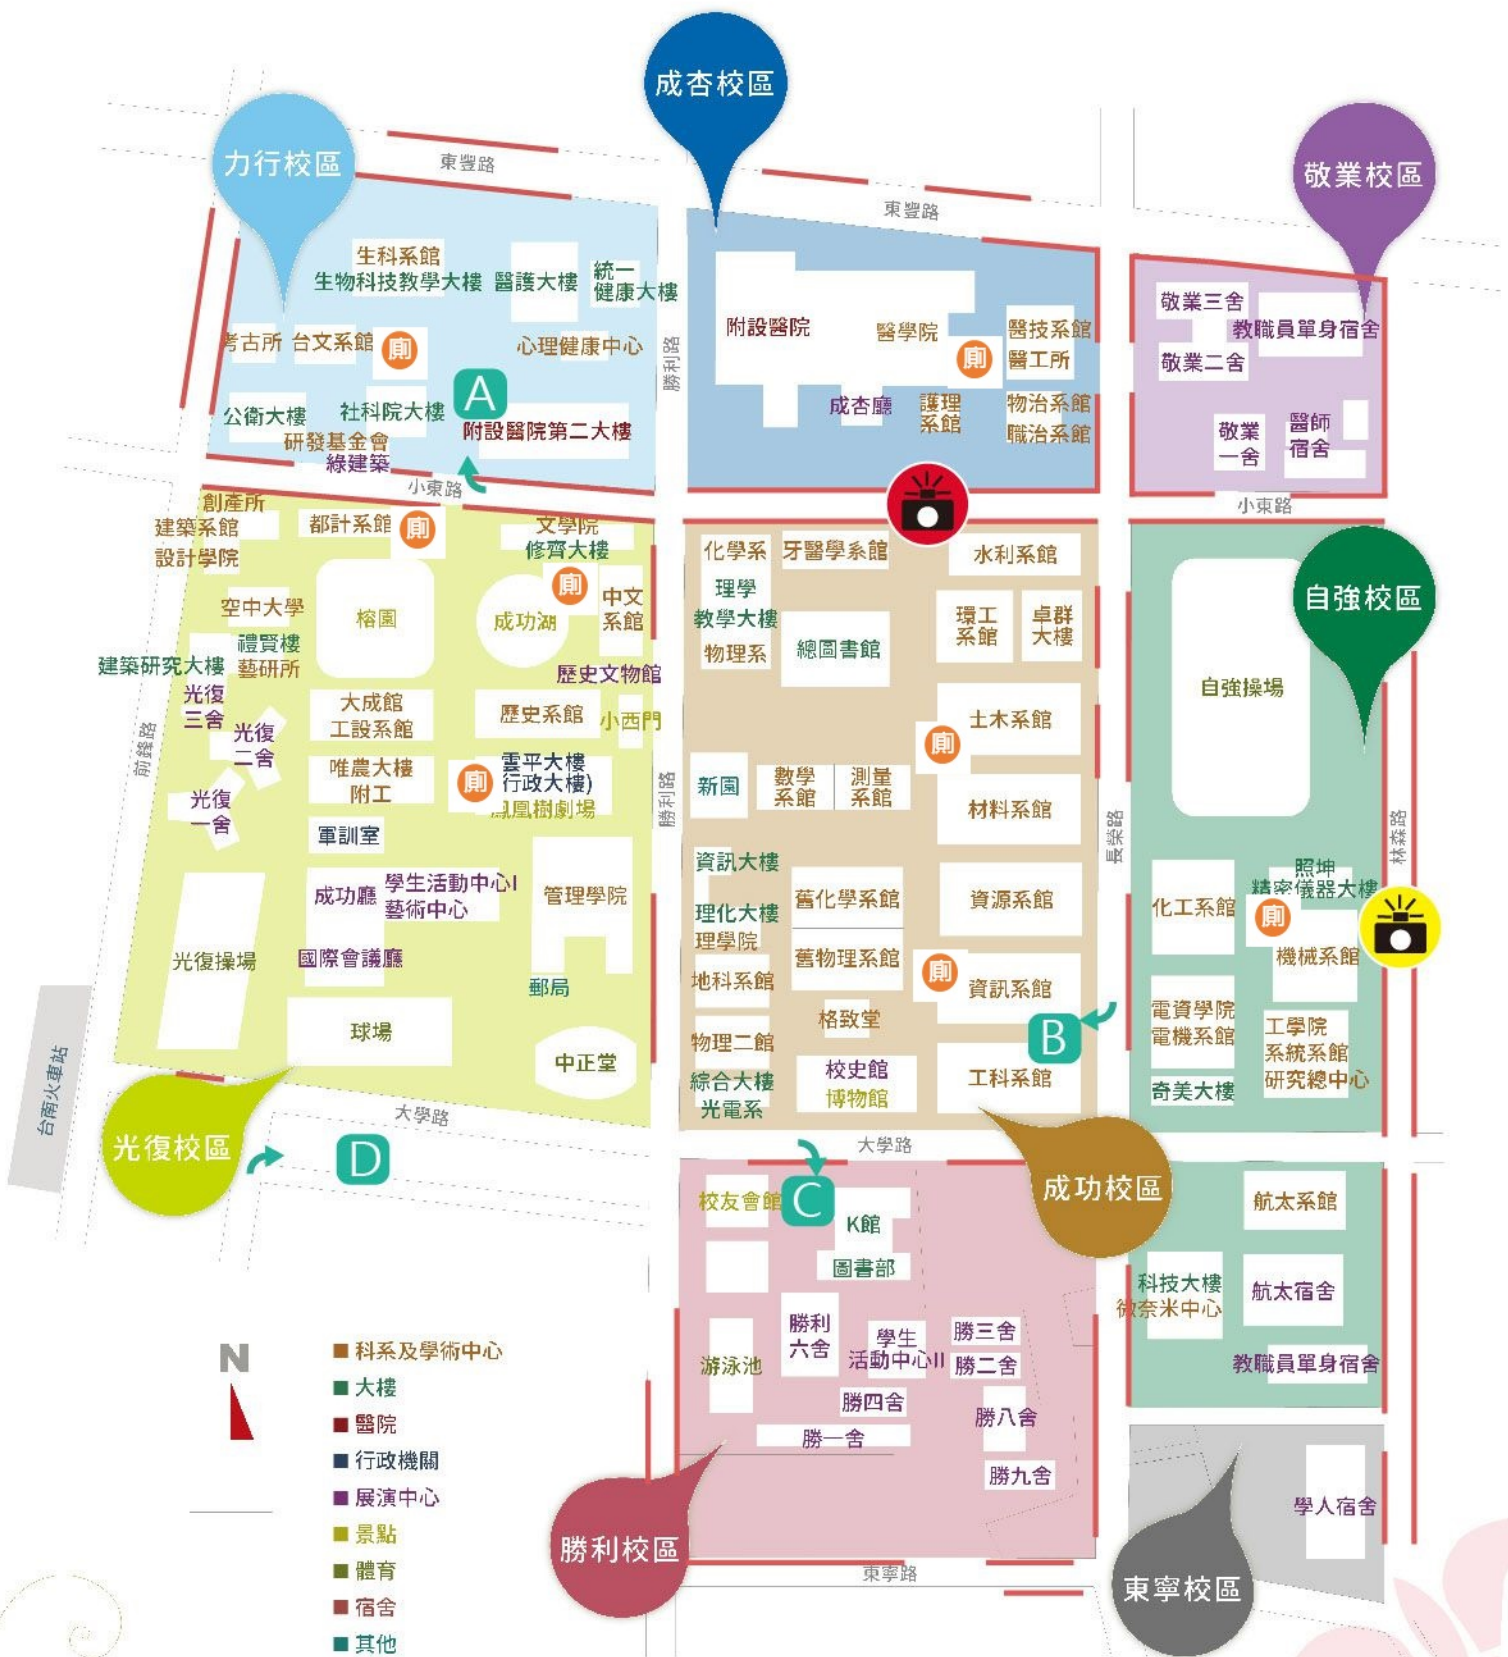 成杏校區
力行校區
敬業校區
東豐路
東豐路
生科系館
生物科技教學大樓
醫護大樓
統一
健康大樓
考古所
台文系館
廁
心理健康中心
公衛大樓
社科院大樓
A
附設醫院第二大樓
研發基金會
綠建築
小東路
勝利路
附設醫院
醫學院
廁
醫技系館
醫工所
成杏廳
護理
系館
物治系館
職治系館
敬業三舍
教職員單身宿舍
敬業二舍
敬業
一舍
醫師
宿舍
小東路
創產所
建築系館
設計學院
都計系館
廁
文學院
修齊大樓
廁
中文
系館
空中大學
榕園
成功湖
禮賢樓
藝研所
建築研究大樓
歷史文物館
光復
三舍
光復
二舍
光復
一舍
大成館
工設系館
歷史系館
小西門
唯農大樓
附工
廁
雲平大樓
行政大樓)
鳳凰樹劇場
軍訓室
成功廳
學生活動中心I
藝術中心
國際會議廳
管理學院
光復操場
郵局
球場
中正堂
前鋒路
勝利路
台南火車站
光復校區
大學路
D
化學系
牙醫學系館
水利系館
理學
教學大樓
物理系
總圖書館
環工
系館
卓群
大樓
土木系館
廁
新園
數學
系館
測量
系館
材料系館
資訊大樓
理化大樓
理學院
舊化學系館
資源系館
舊物理系館
地科系館
廁
資訊系館
格致堂
物理二館
B
校史館
博物館
工科系館
綜合大樓
光電系
長榮路
大學路
成功校區
自強校區
自強操場
林森路
照坤
精密儀器大樓
化工系館
廁
機械系館
電資學院
電機系館
工學院
系統系館
研究總中心
奇美大樓
校友會館
C
K館
圖書部
勝利
六舍
學生
活動中心II
勝三舍
勝二舍
游泳池
勝四舍
勝八舍
勝一舍
勝九舍
勝利校區
東寧路
航太系館
科技大樓
微奈米中心
航太宿舍
教職員單身宿舍
學人宿舍
東寧校區
N
科系及學術中心
大樓
醫院
行政機關
展演中心
景點
體育
宿舍
其他